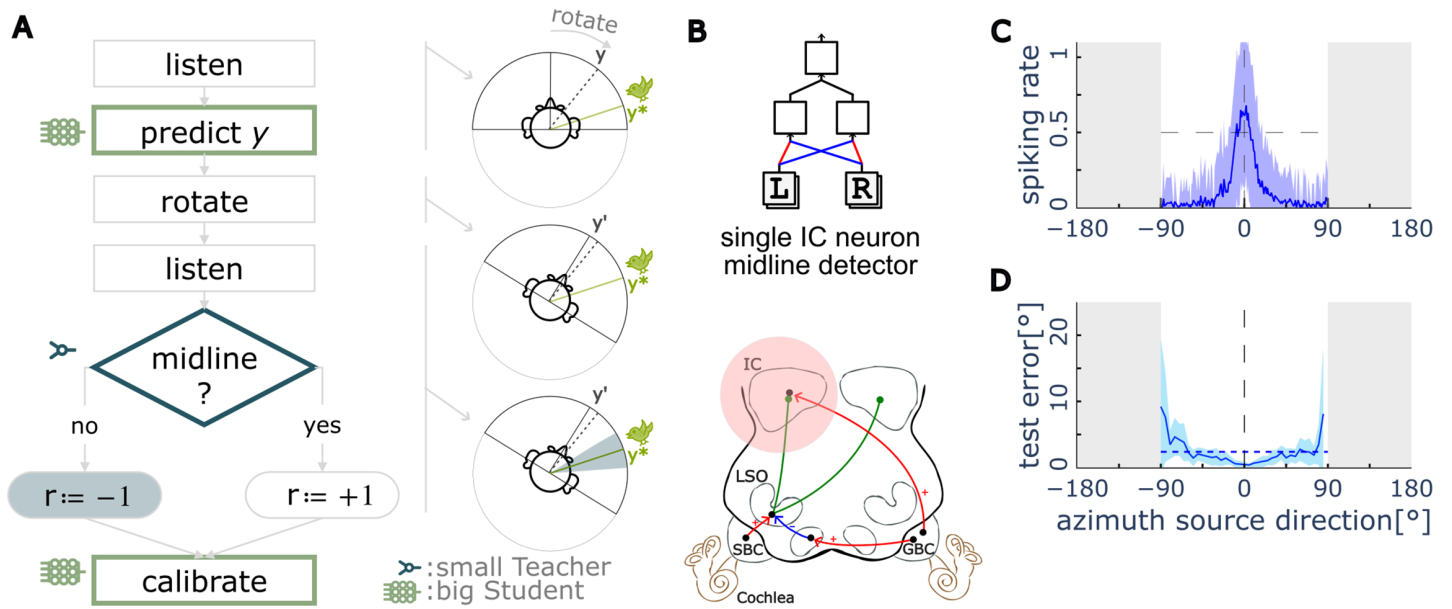 A
listen
predict y
rotate
listen
midline
?
no
yes
r:= −1
r:= +1
calibrate
rotate
y
y*
y'
y*
y'
y*
:small Teacher
:big Student
B
L
R
single IC neuron
midline detector
IC
LSO
+
−
+
+
SBC
GBC
Cochlea
C
spiking rate
1
0.5
0
−180
−90
0
90
180
D
test error[°]
20
10
0
−180
−90
0
90
180
azimuth source direction[°]